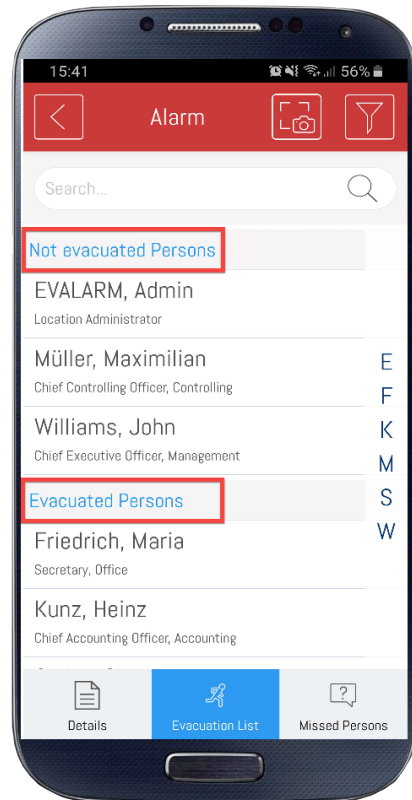 15:41
56%
Alarm
Search...
Not evacuated Persons
EVALARM, Admin
Location Administrator
Müller, Maximilian
Chief Controlling Officer, Controlling
Williams, John
Chief Executive Officer, Management
Evacuated Persons
Friedrich, Maria
Secretary, Office
Kunz, Heinz
Chief Accounting Officer, Accounting
E
F
K
M
S
W
Details
Evacuation List
Missed Persons